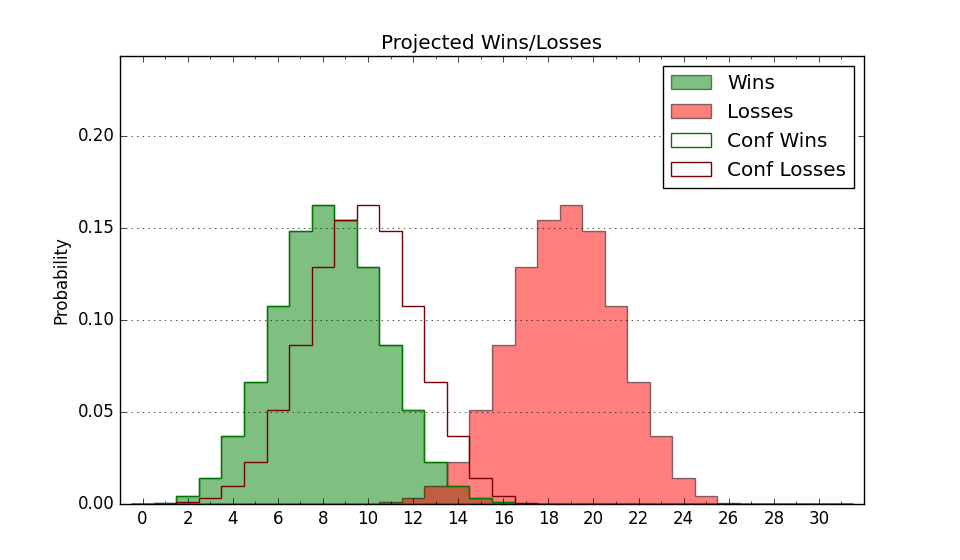 Projected Wins/Losses
Wins
Losses
Conf Wins
Conf Losses
Probability
0.20
0.15
0.10
0.05
0.00
0 2 4 6 8 10 12 14 16 18 20 22 24 26 28 30